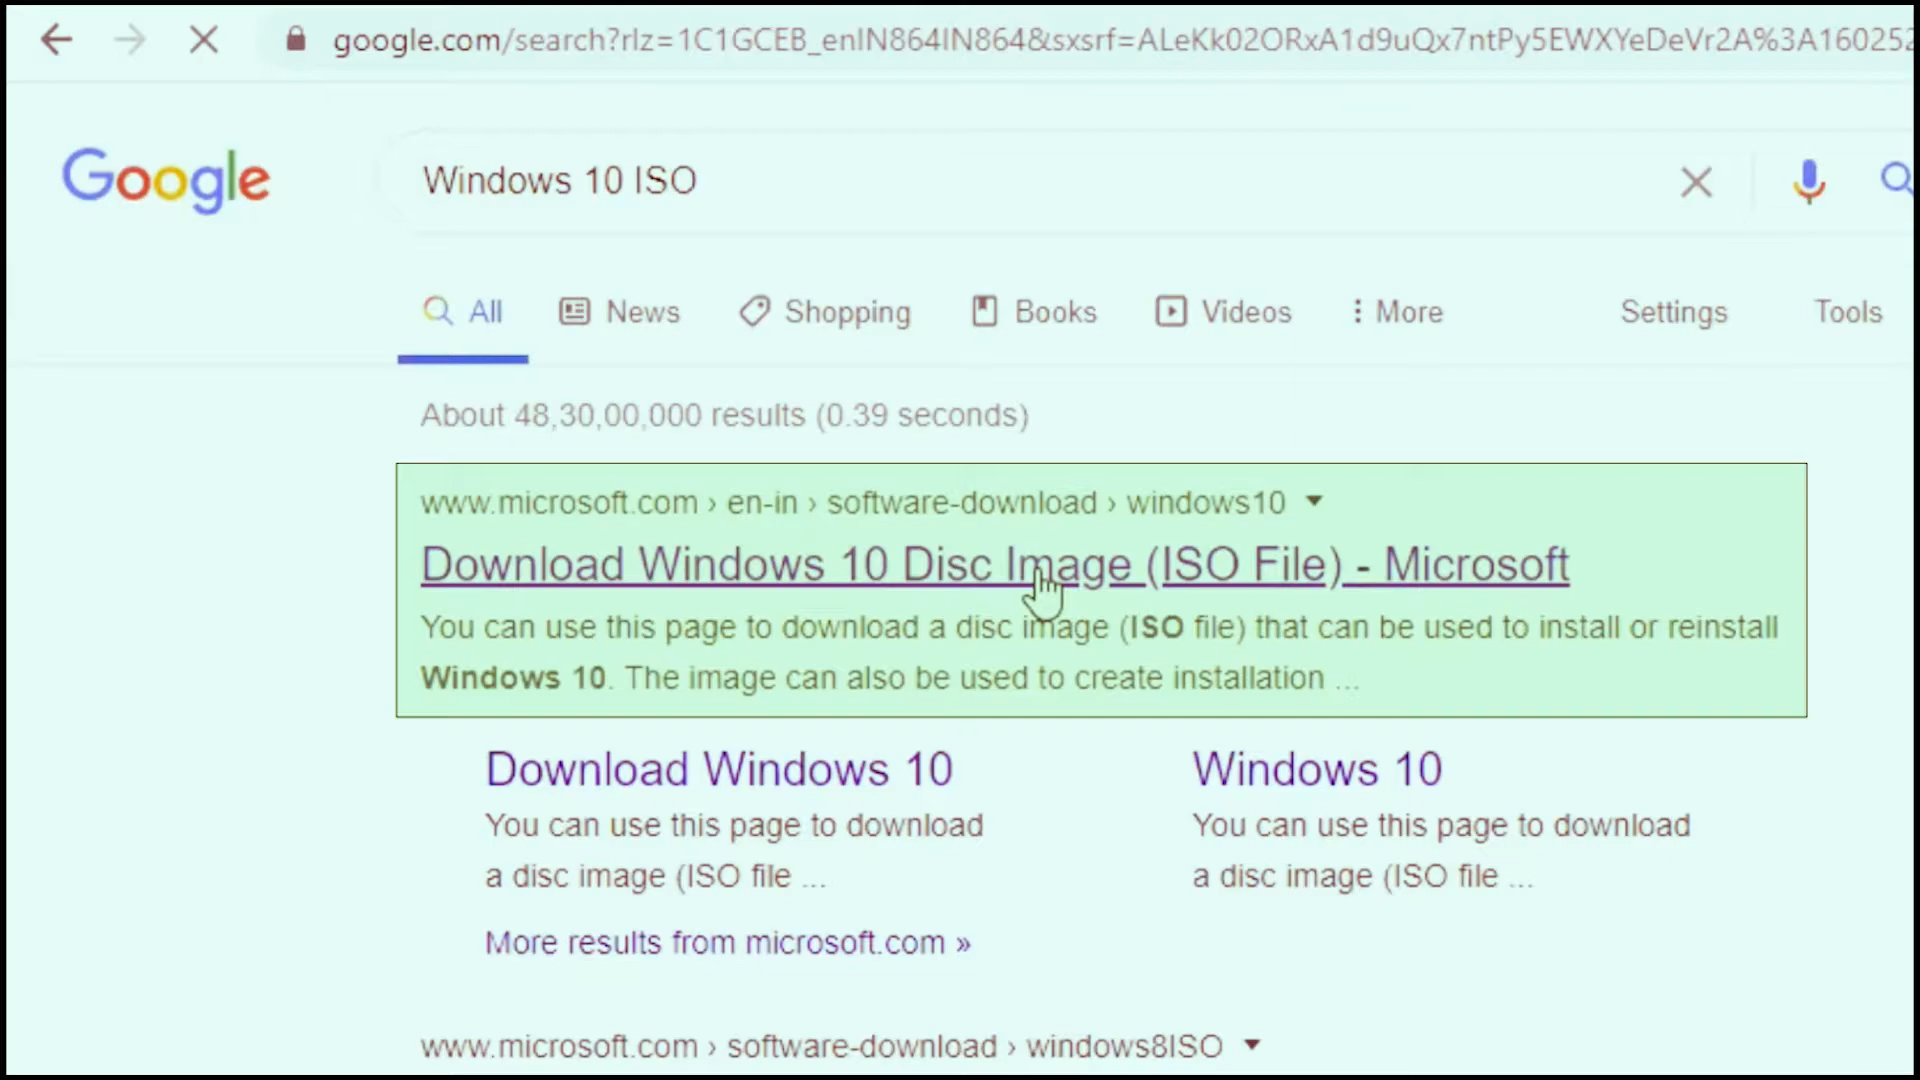 google.com/search?rlz=1C1GCEB_enIN864IN864&sxsrf=ALeKk02ORxA1d9uQx7ntPy5EWXYeDeVr2A%3A160252
Google
Windows 10 ISO
All News Shopping Books Videos More Settings Tools
About 48,30,00,000 results (0.39 seconds)
www.microsoft.com › en-in › software-download › windows10
Download Windows 10 Disc Image (ISO File) - Microsoft
You can use this page to download a disc image (ISO file) that can be used to install or reinstall
Windows 10. The image can also be used to create installation ...
Download Windows 10
You can use this page to download
a disc image (ISO file ...
Windows 10
You can use this page to download
a disc image (ISO file ...
More results from microsoft.com »
www.microsoft.com › software-download › windows8ISO